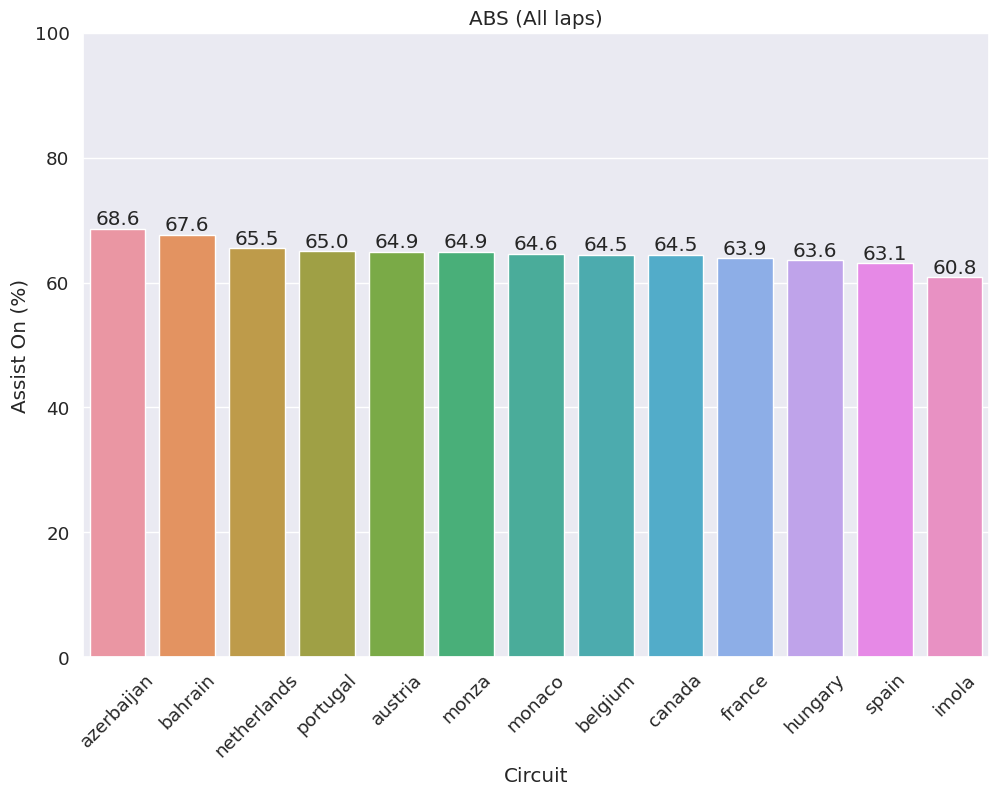 ABS (All laps)
100
80
60
40
20
0
Assist On (%)
68.6
67.6
65.5
65.0
64.9
64.9
64.6
64.5
64.5
63.9
63.6
63.1
60.8
azerbaijan
bahrain
netherlands
portugal
austria
monza
monaco
belgium
canada
france
hungary
spain
imola
Circuit